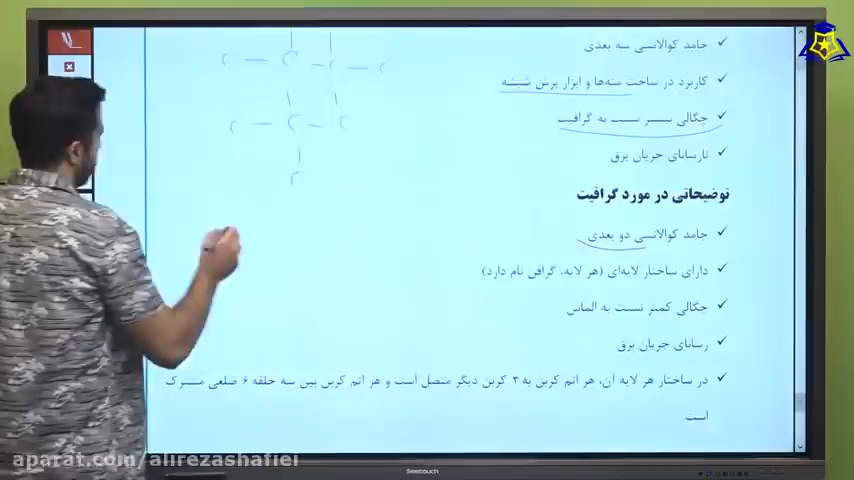 جامد کوالانسی سه بعدی
کاربرد در ساخت مته‌ها و ابزار برش شیشه
چگالی بیشتر نسبت به گرافیت
نارسانای جریان برق
توضیحاتی در مورد گرافیت
جامد کوالانسی دو بعدی
دارای ساختار لایه‌ای (هر لایه، گرافن نام دارد)
چگالی کمتر نسبت به الماس
رسانای جریان برق
در ساختار هر لایه آن، هر اتم کربن به ۳ کربن دیگر متصل است و هر اتم کربن بین سه حلقه ۶ ضلعی مشترک
است
C — C — C — C
C — C — C
C
aparat.com/alirezashafiei
Seetouch